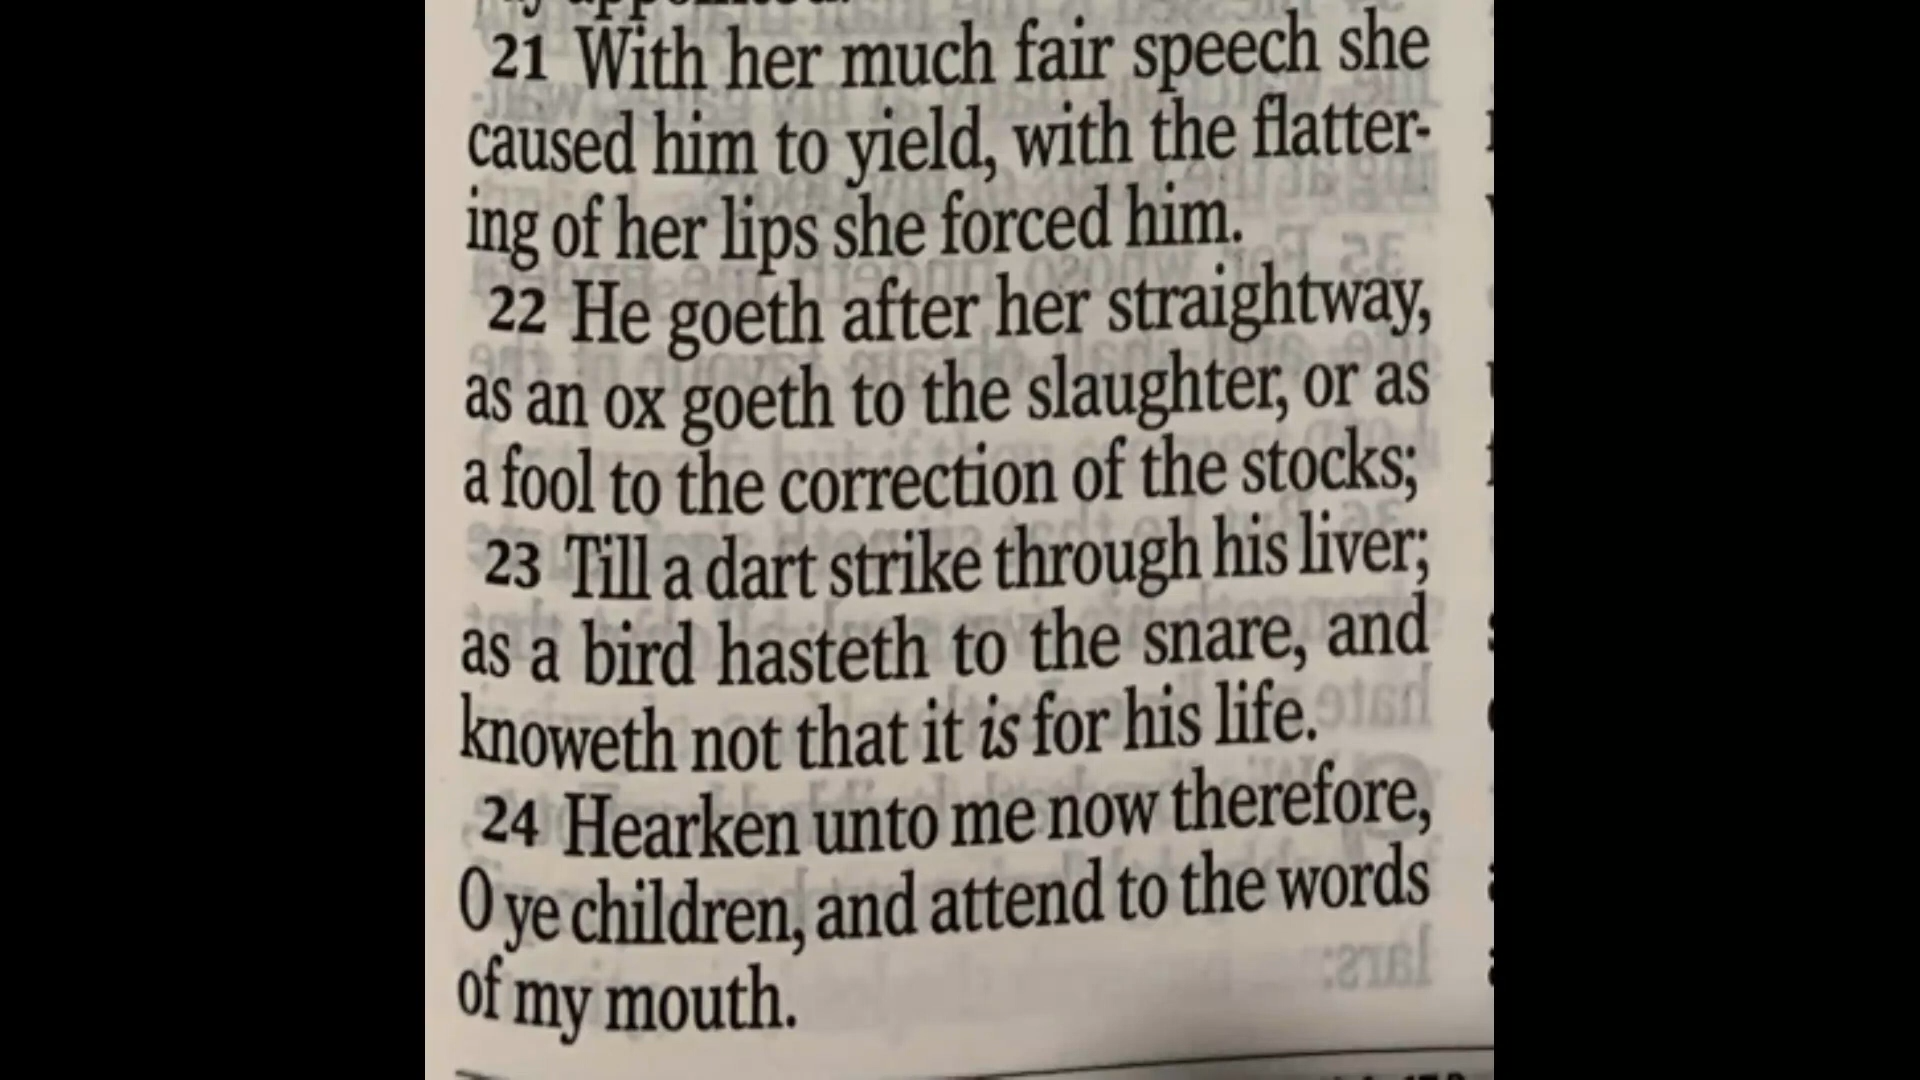 21 With her much fair speech she
caused him to yield, with the flatter-
ing of her lips she forced him.
22 He goeth after her straightway,
as an ox goeth to the slaughter, or as
a fool to the correction of the stocks;
23 Till a dart strike through his liver;
as a bird hasteth to the snare, and
knoweth not that it is for his life.
24 Hearken unto me now therefore,
O ye children, and attend to the words
of my mouth.